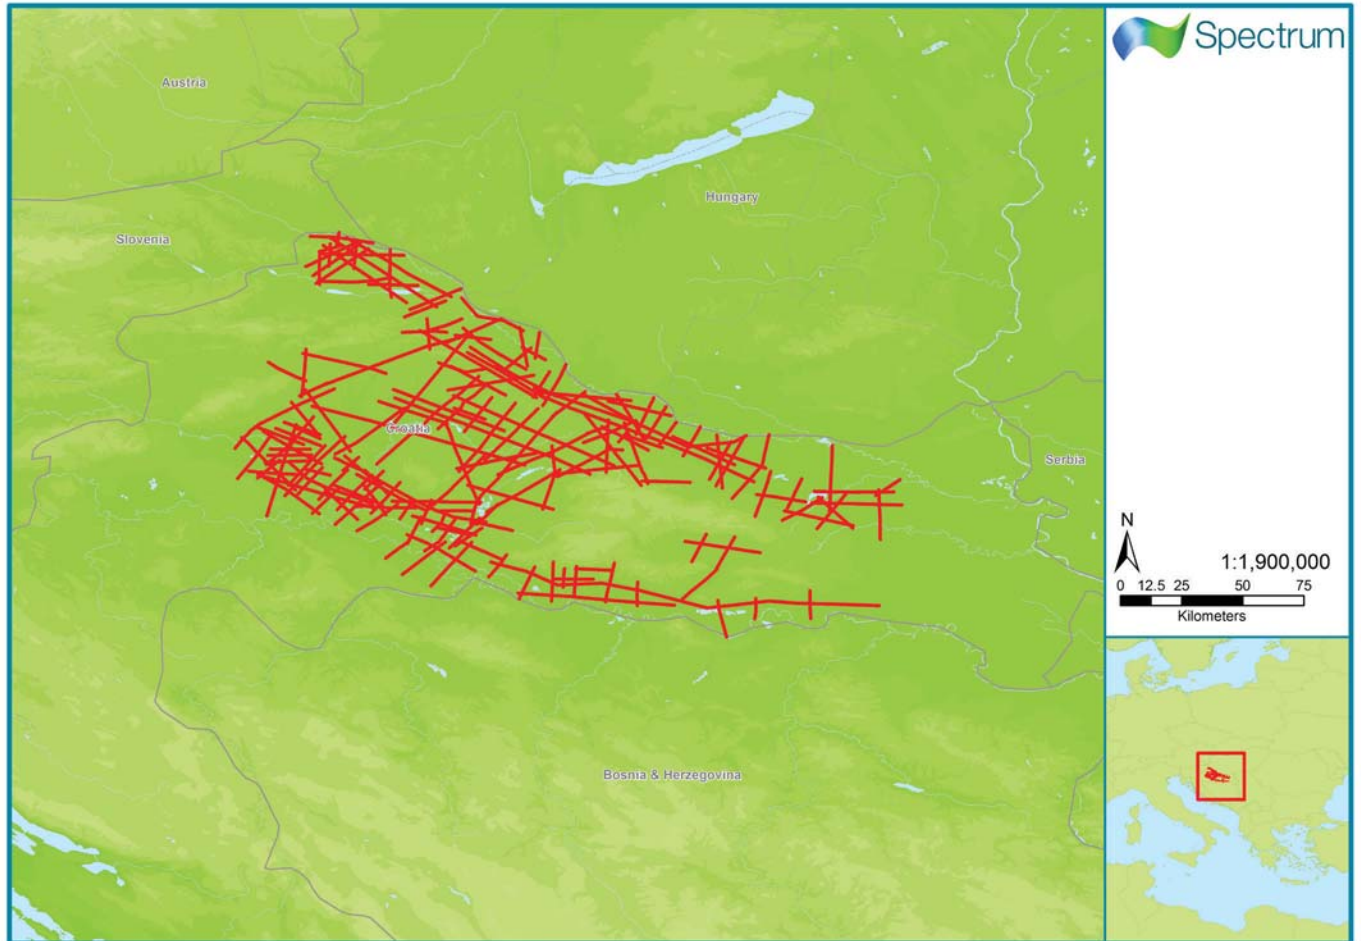 Spectrum
Austria
Hungary
Slovenia
Croatia
Serbia
Bosnia & Herzegovina
N
1:1,900,000
0 12.5 25 50 75
Kilometers